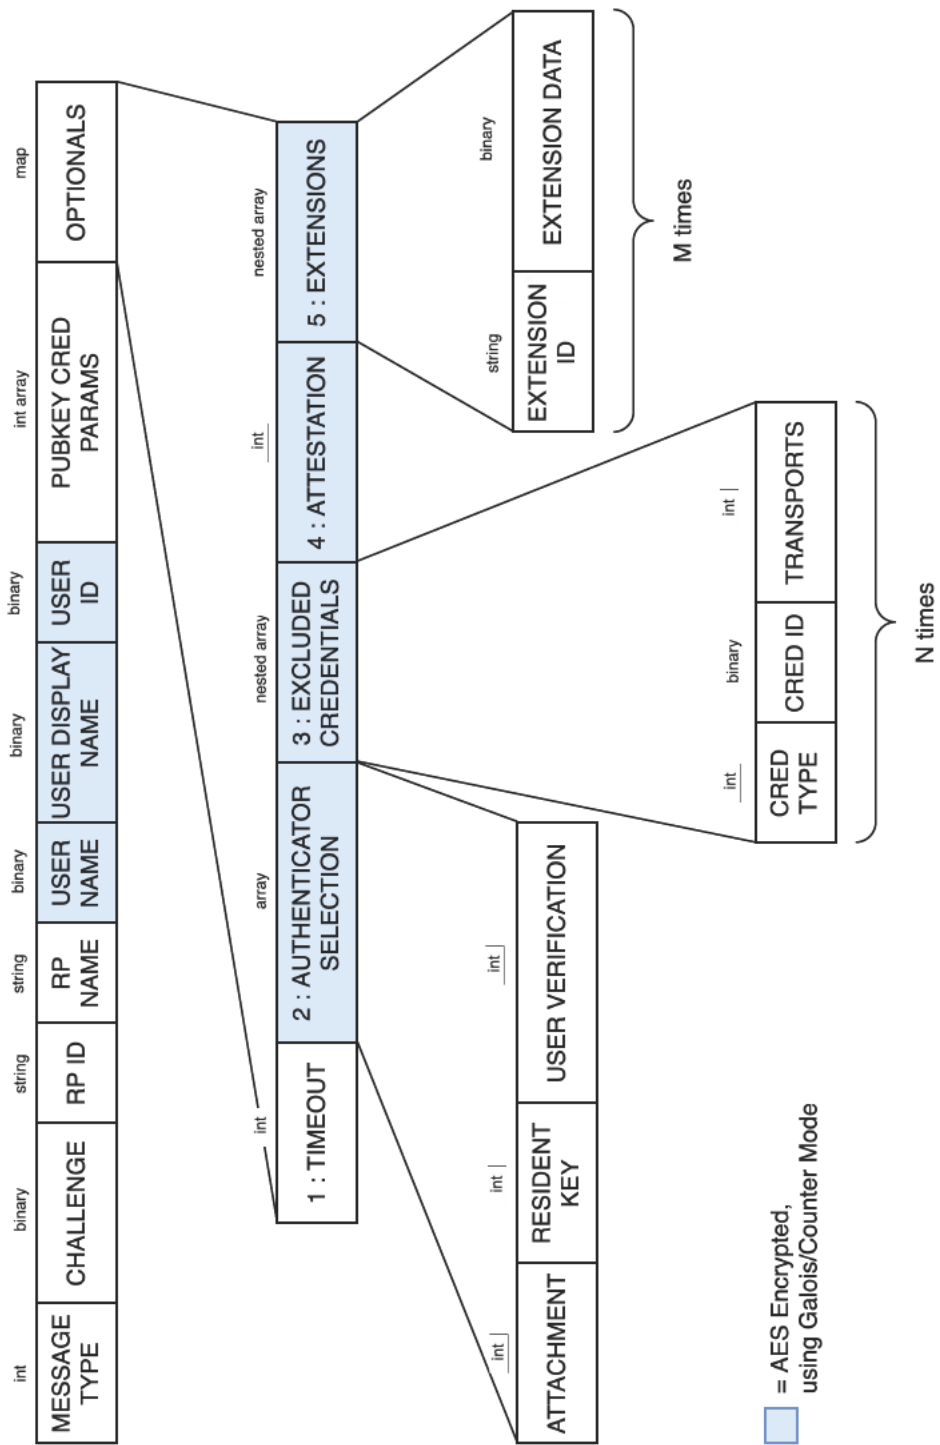 int
binary
string
string
binary
binary
binary
int array
map
MESSAGE
TYPE
CHALLENGE
RP ID
RP
NAME
USER
NAME
USER DISPLAY
NAME
USER
ID
PUBKEY CRED
PARAMS
OPTIONALS
int
array
nested array
int
nested array
1 : TIMEOUT
2 : AUTHENTICATOR
SELECTION
3 : EXCLUDED
CREDENTIALS
4 : ATTESTATION
5 : EXTENSIONS
int
int
int
ATTACHMENT
RESIDENT
KEY
USER VERIFICATION
string
binary
EXTENSION
ID
EXTENSION DATA
M times
int
binary
int
CRED
TYPE
CRED ID
TRANSPORTS
N times
= AES Encrypted,
using Galois/Counter Mode